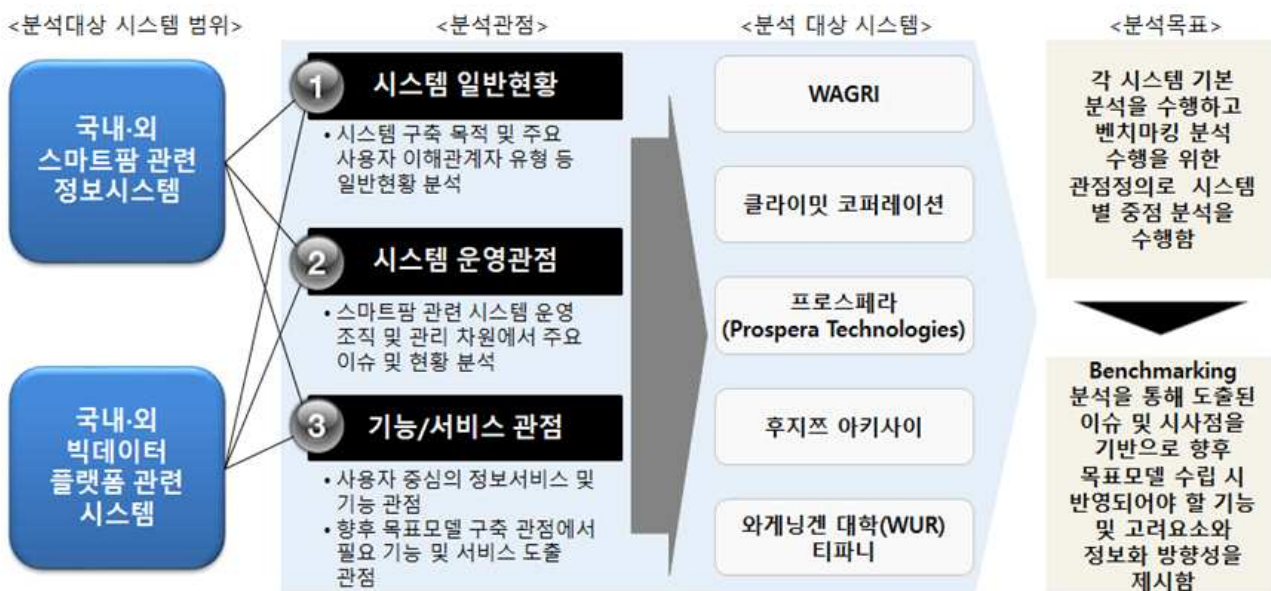 <분석대상 시스템 범위>
국내·외
스마트팜 관련
정보시스템
국내·외
빅데이터
플랫폼 관련
시스템
<분석관점>
1 시스템 일반현황
• 시스템 구축 목적 및 주요
사용자 이해관계자 유형 등
일반현황 분석
2 시스템 운영관점
• 스마트팜 관련 시스템 운영
조직 및 관리 차원에서 주요
이슈 및 현황 분석
3 기능/서비스 관점
• 사용자 중심의 정보서비스 및
기능 관점
• 향후 목표모델 구축 관점에서
필요 기능 및 서비스 도출
관점
<분석 대상 시스템>
WAGRI
클라이밋 코퍼레이션
프로스페라
(Prospera Technologies)
후지쯔 아키사이
와게닝겐 대학(WUR)
티파니
<분석목표>
각 시스템 기본
분석을 수행하고
벤치마킹 분석
수행을 위한
관점정의로 시스템
별 중점 분석을
수행함
Benchmarking
분석을 통해 도출된
이슈 및 시사점을
기반으로 향후
목표모델 수립 시
반영되어야 할 기능
및 고려요소와
정보화 방향성을
제시함